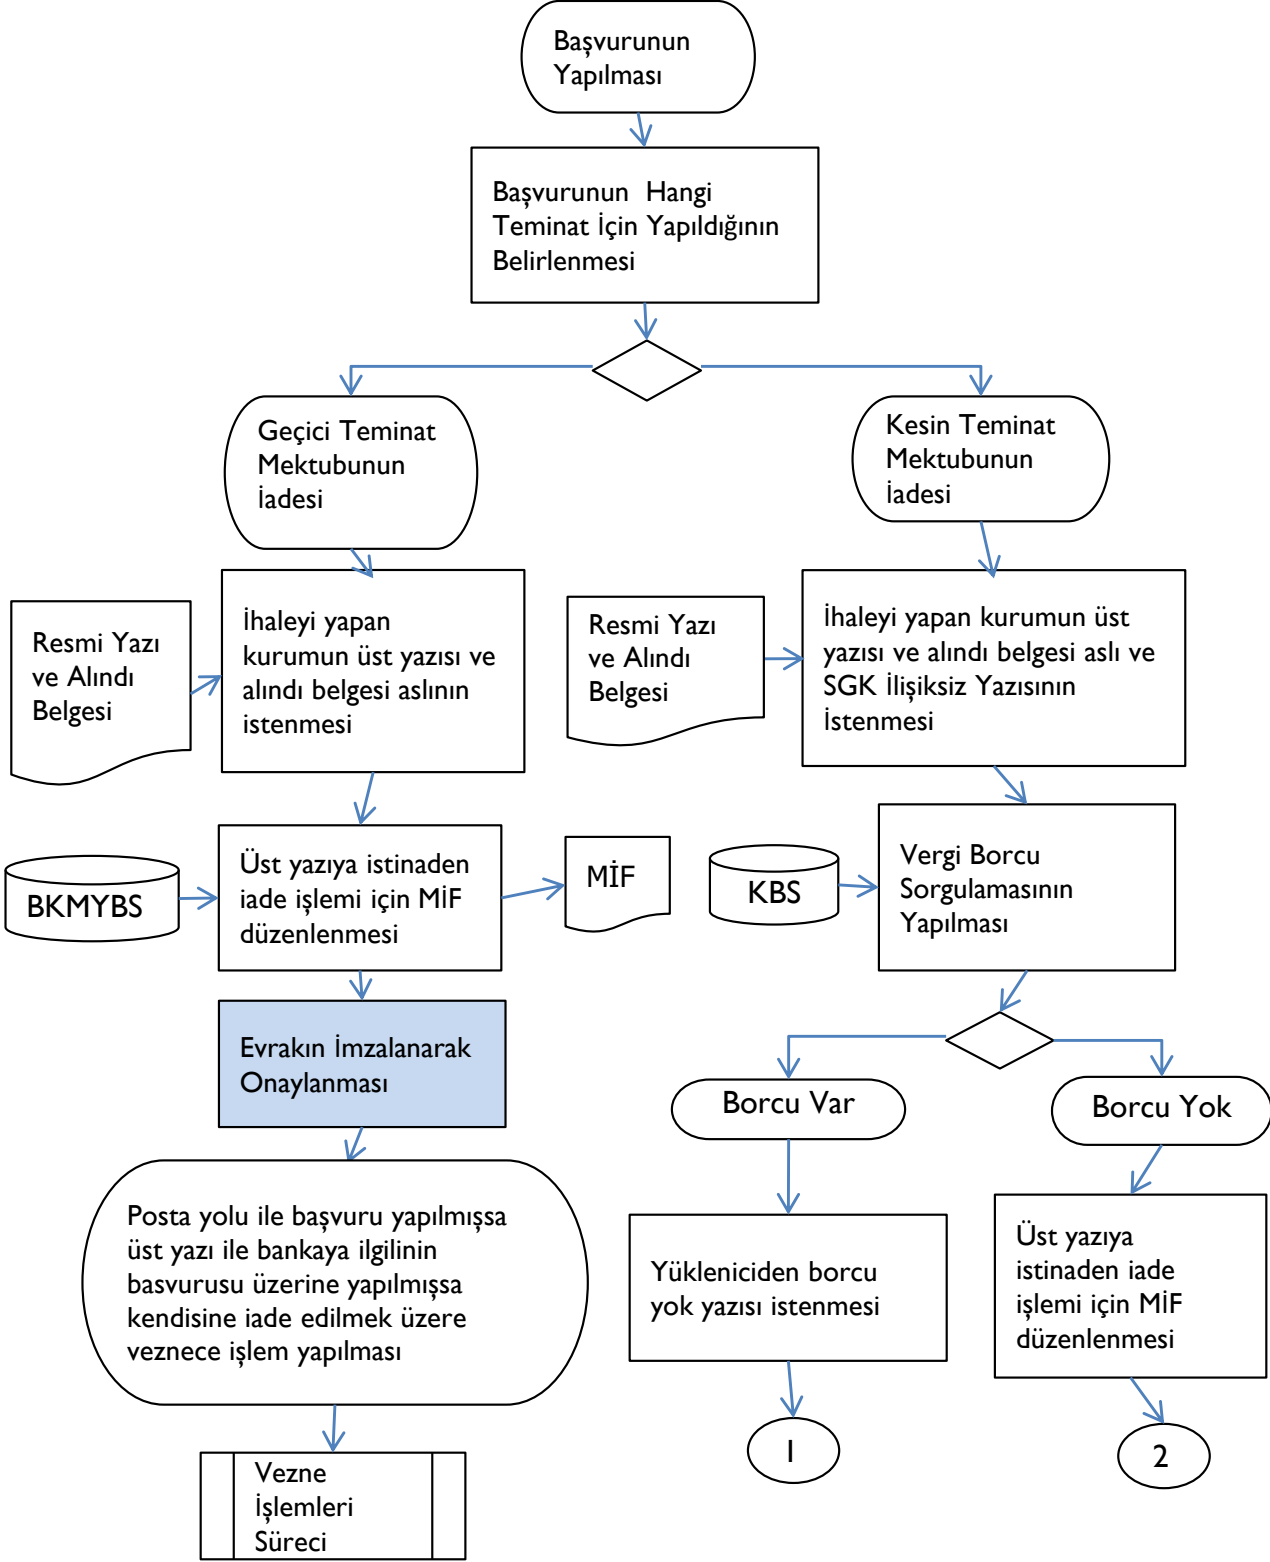 Başvurunun
Yapılması
Başvurunun Hangi
Teminat İçin Yapıldığının
Belirlenmesi
Geçici Teminat
Mektubunun
İadesi
Kesin Teminat
Mektubunun
İadesi
Resmi Yazı
ve Alındı
Belgesi
İhaleyi yapan
kurumun üst yazısı ve
alındı belgesi aslının
istenmesi
Resmi Yazı
ve Alındı
Belgesi
İhaleyi yapan kurumun üst
yazısı ve alındı belgesi aslı ve
SGK İlişiksiz Yazısının
İstenmesi
BKMYBS
Üst yazıya istinaden
iade işlemi için MİF
düzenlenmesi
MİF
KBS
Vergi Borcu
Sorgulamasının
Yapılması
Evrakın İmzalanarak
Onaylanması
Borcu Var
Borcu Yok
Posta yolu ile başvuru yapılmışsa
üst yazı ile bankaya ilgilinin
basvurusu üzerine yapılmışsa
kendisine iade edilmek üzere
veznece işlem yapılması
Yükleniciden borcu
yok yazısı istenmesi
Üst yazıya
istinaden iade
işlemi için MİF
düzenlenmesi
1
2
Vezne
İşlemleri
Süreci